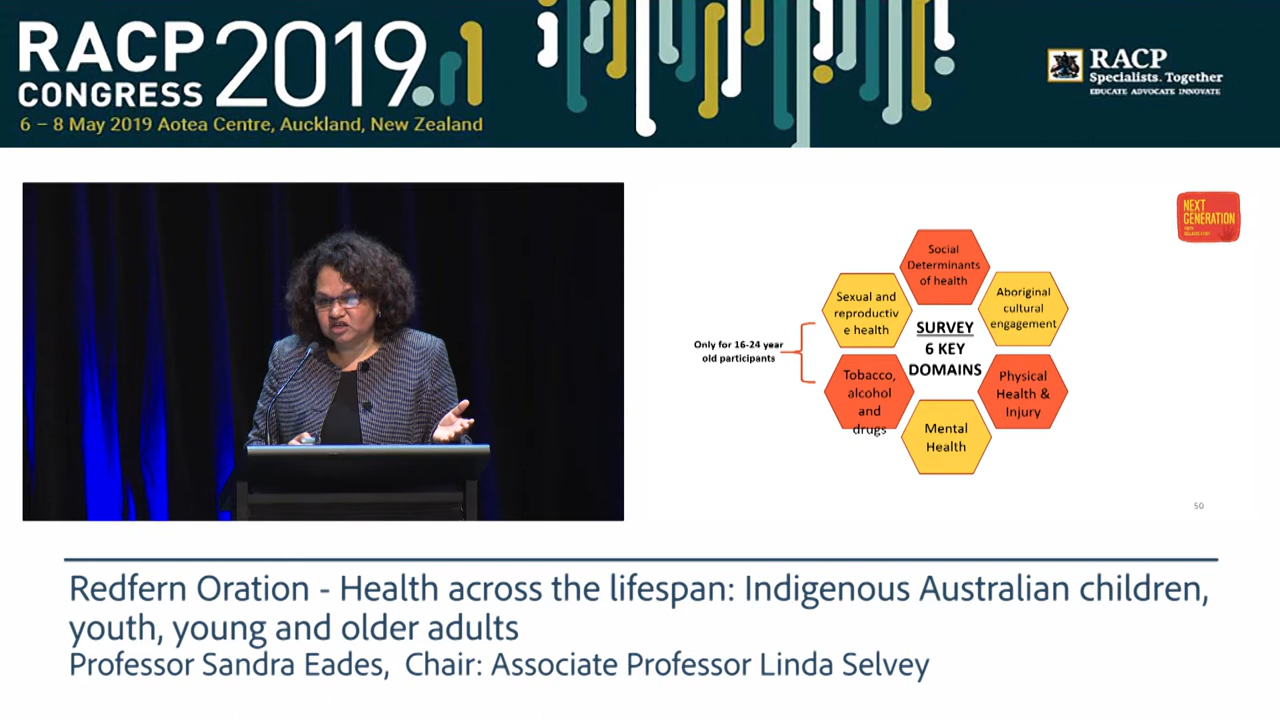 RACP
CONGRESS
2019
6 – 8 May 2019 Aotea Centre, Auckland, New Zealand
RACP
Specialists. Together
EDUCATE ADVOCATE INNOVATE
NEXT
GENERATION
Social
Determinants
of health
Sexual and
reproductiv
e health
Aboriginal
cultural
engagement
SURVEY
6 KEY
DOMAINS
Only for 16-24 year
old participants
Tobacco,
alcohol
and
drugs
Physical
Health &
Injury
Mental
Health
50
Redfern Oration - Health across the lifespan: Indigenous Australian children,
youth, young and older adults
Professor Sandra Eades, Chair: Associate Professor Linda Selvey